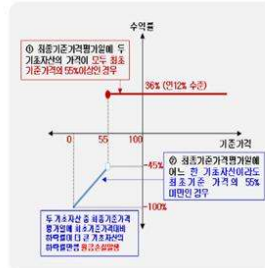 수익률
① 최종기준가격평가일에 두
기초자산의 가격이 모두 최초
기준가격의 55%이상인 경우
36% (연12% 수준)
0
55
100
기준가격
-45%
② 최종기준가격평가일에
어느 한 기초자산이라도
최초기준 가격의 55%
미만인 경우
-100%
두 기초자산 중 최종기준가격
평가일에 최초기준가격대비
하락률이 더 큰 기초자산의
하락률만큼 원금손실발생